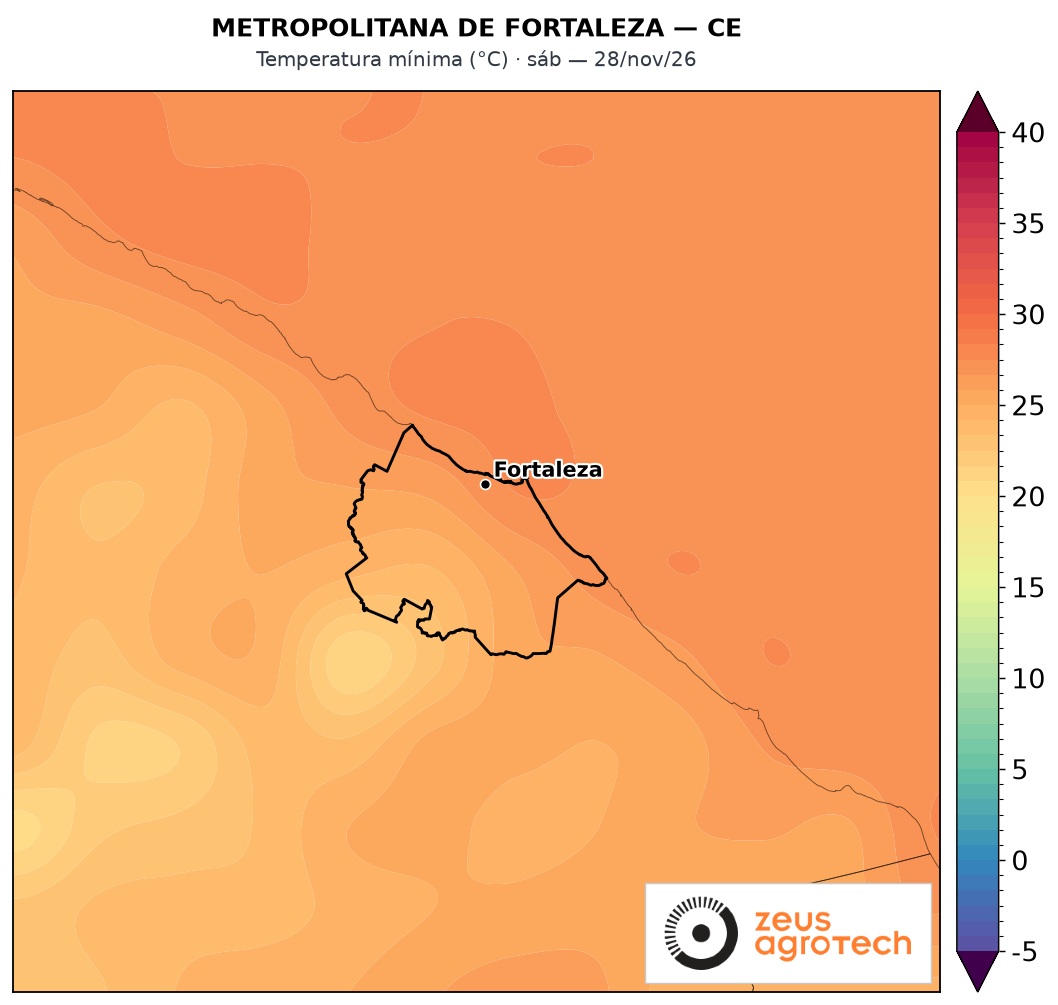 METROPOLITANA DE FORTALEZA — CE
Temperatura mínima (°C) · sáb — 28/nov/26
Fortaleza
40
35
30
25
20
15
10
5
0
-5
zeus
agrotech